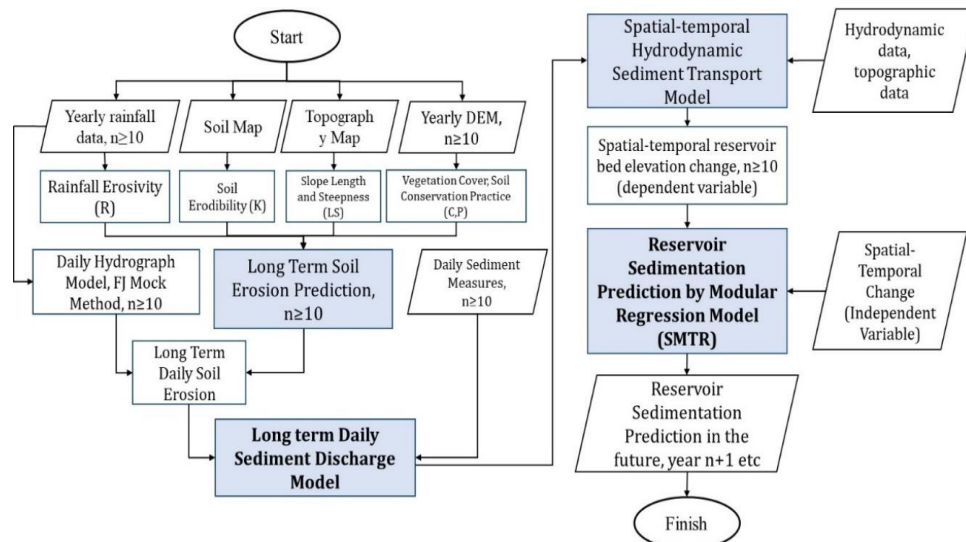 Start
Yearly rainfall
data, n≥10
Soil Map
Topograph
y Map
Yearly DEM,
n≥10
Rainfall Erosivity
(R)
Soil
Erodibility (K)
Slope Length
and Steepness
(LS)
Vegetation Cover, Soil
Conservation Practice
(C,P)
Daily Hydrograph
Model, FJ Mock
Method, n≥10
Long Term Soil
Erosion Prediction,
n≥10
Daily Sediment
Measures,
n≥10
Long Term
Daily Soil
Erosion
Long term Daily
Sediment Discharge
Model
Spatial-temporal
Hydrodynamic
Sediment Transport
Model
Hydrodynamic
data,
topographic
data
Spatial-temporal reservoir
bed elevation change, n≥10
(dependent variable)
Reservoir
Sedimentation
Prediction by Modular
Regression Model
(SMTR)
Spatial-
Temporal
Change
(Independent
Variable)
Reservoir
Sedimentation
Prediction in the
future, year n+1 etc
Finish